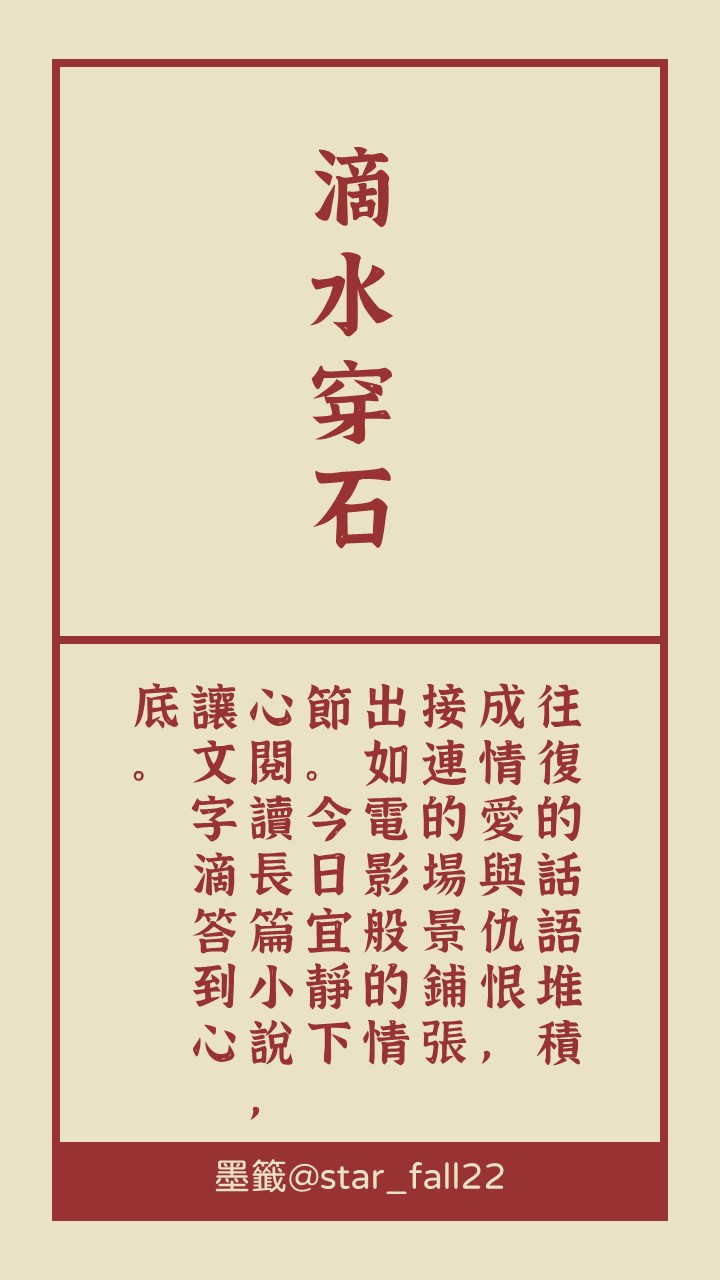 滴水穿石
往復的話語堆積
成情愛與仇恨，
接連的場景鋪張
出如電影般的情
節。今日宜靜下
心閱讀長篇小說，
讓文字滴答到心
底。
墨籤@star_fall22